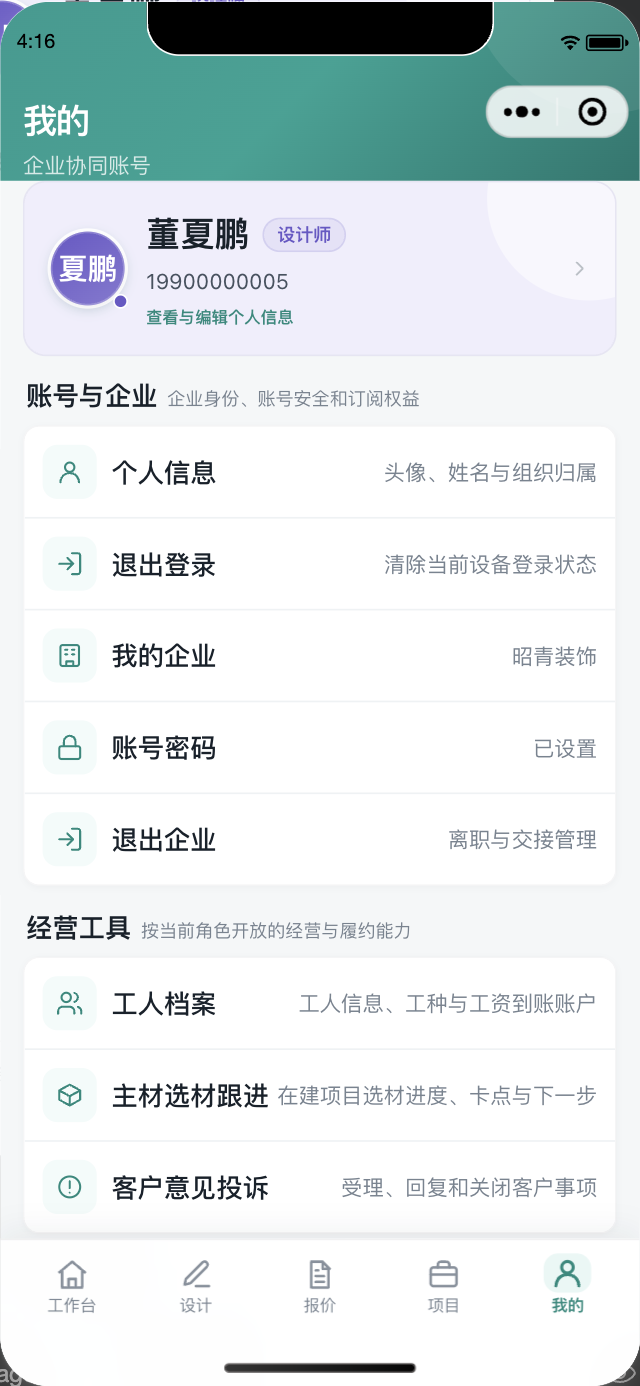 4:16
我的
企业协同账号
夏鹏
董夏鹏 设计师
19900000005
查看与编辑个人信息
账号与企业 企业身份、账号安全和订阅权益
个人信息 头像、姓名与组织归属
退出登录 清除当前设备登录状态
我的企业 昭青装饰
账号密码 已设置
退出企业 离职与交接管理
经营工具 按当前角色开放的经营与履约能力
工人档案 工人信息、工种与工资到账账户
主材选材跟进 在建项目选材进度、卡点与下一步
客户意见投诉 受理、回复和关闭客户事项
工作台 设计 报价 项目 我的